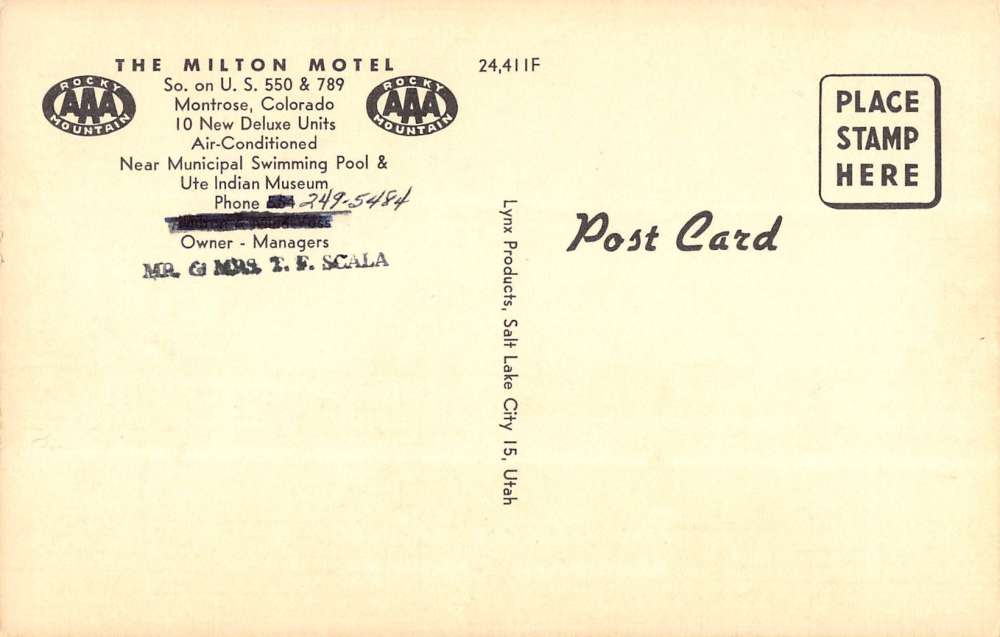 THE MILTON MOTEL
So. on U. S. 550 & 789
Montrose, Colorado
10 New Deluxe Units
Air-Conditioned
Near Municipal Swimming Pool &
Ute Indian Museum
Phone 249-5484
Owner - Managers
MR. & MRS. T. F. SCALA
ROCKY
AAA
MOUNTAIN
ROCKY
AAA
MOUNTAIN
24,411F
Lynx Products, Salt Lake City 15, Utah
Post Card
PLACE
STAMP
HERE